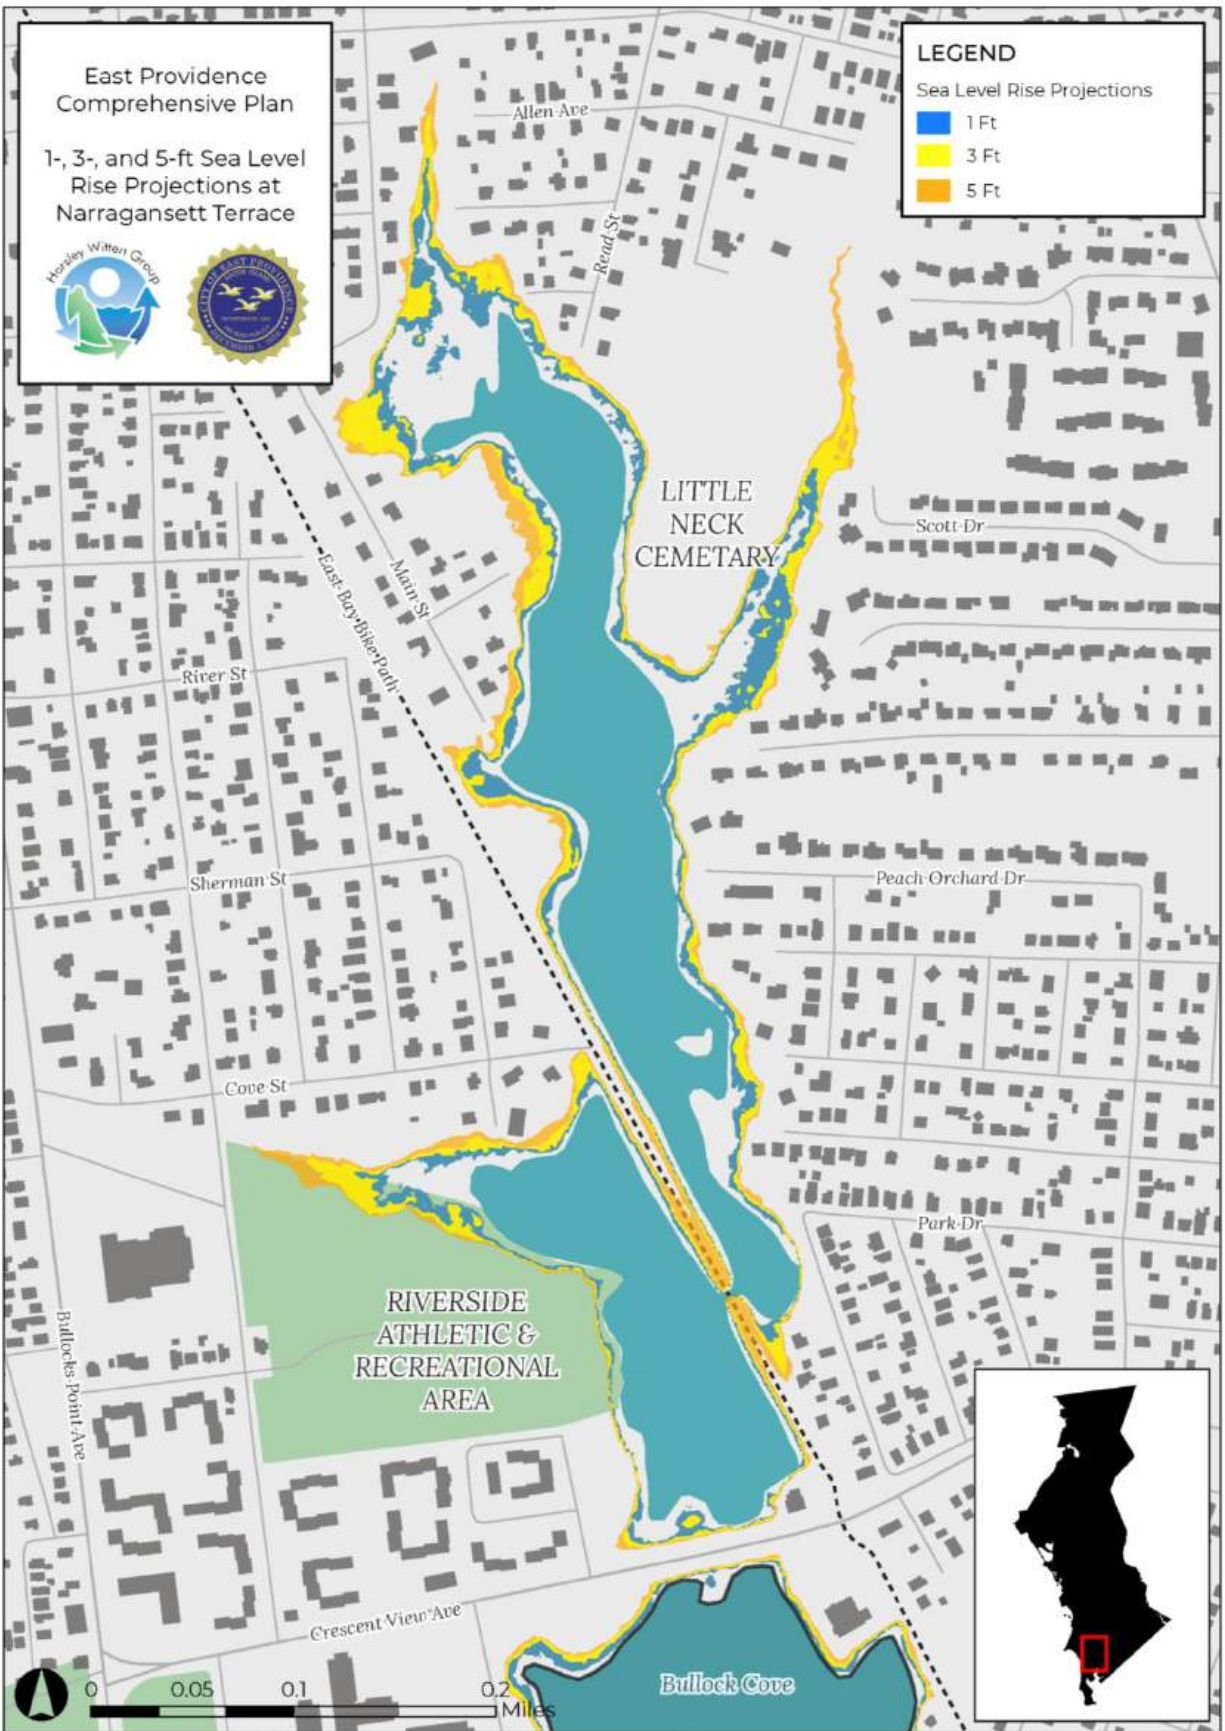 East Providence
Comprehensive Plan
1-, 3-, and 5-ft Sea Level
Rise Projections at
Narragansett Terrace
Horsley Witten Group
CITY OF EAST PROVIDENCE
LEGEND
Sea Level Rise Projections
1 Ft
3 Ft
5 Ft
Allen Ave
Read St
LITTLE
NECK
CEMETARY
Scott Dr
East Bay Bike Path
Main St
River St
Sherman St
Peach Orchard Dr
Cove St
Park Dr
RIVERSIDE
ATHLETIC &
RECREATIONAL
AREA
Bullocks Point Ave
Crescent View Ave
Bullock Cove
0 0.05 0.1 0.2
Miles